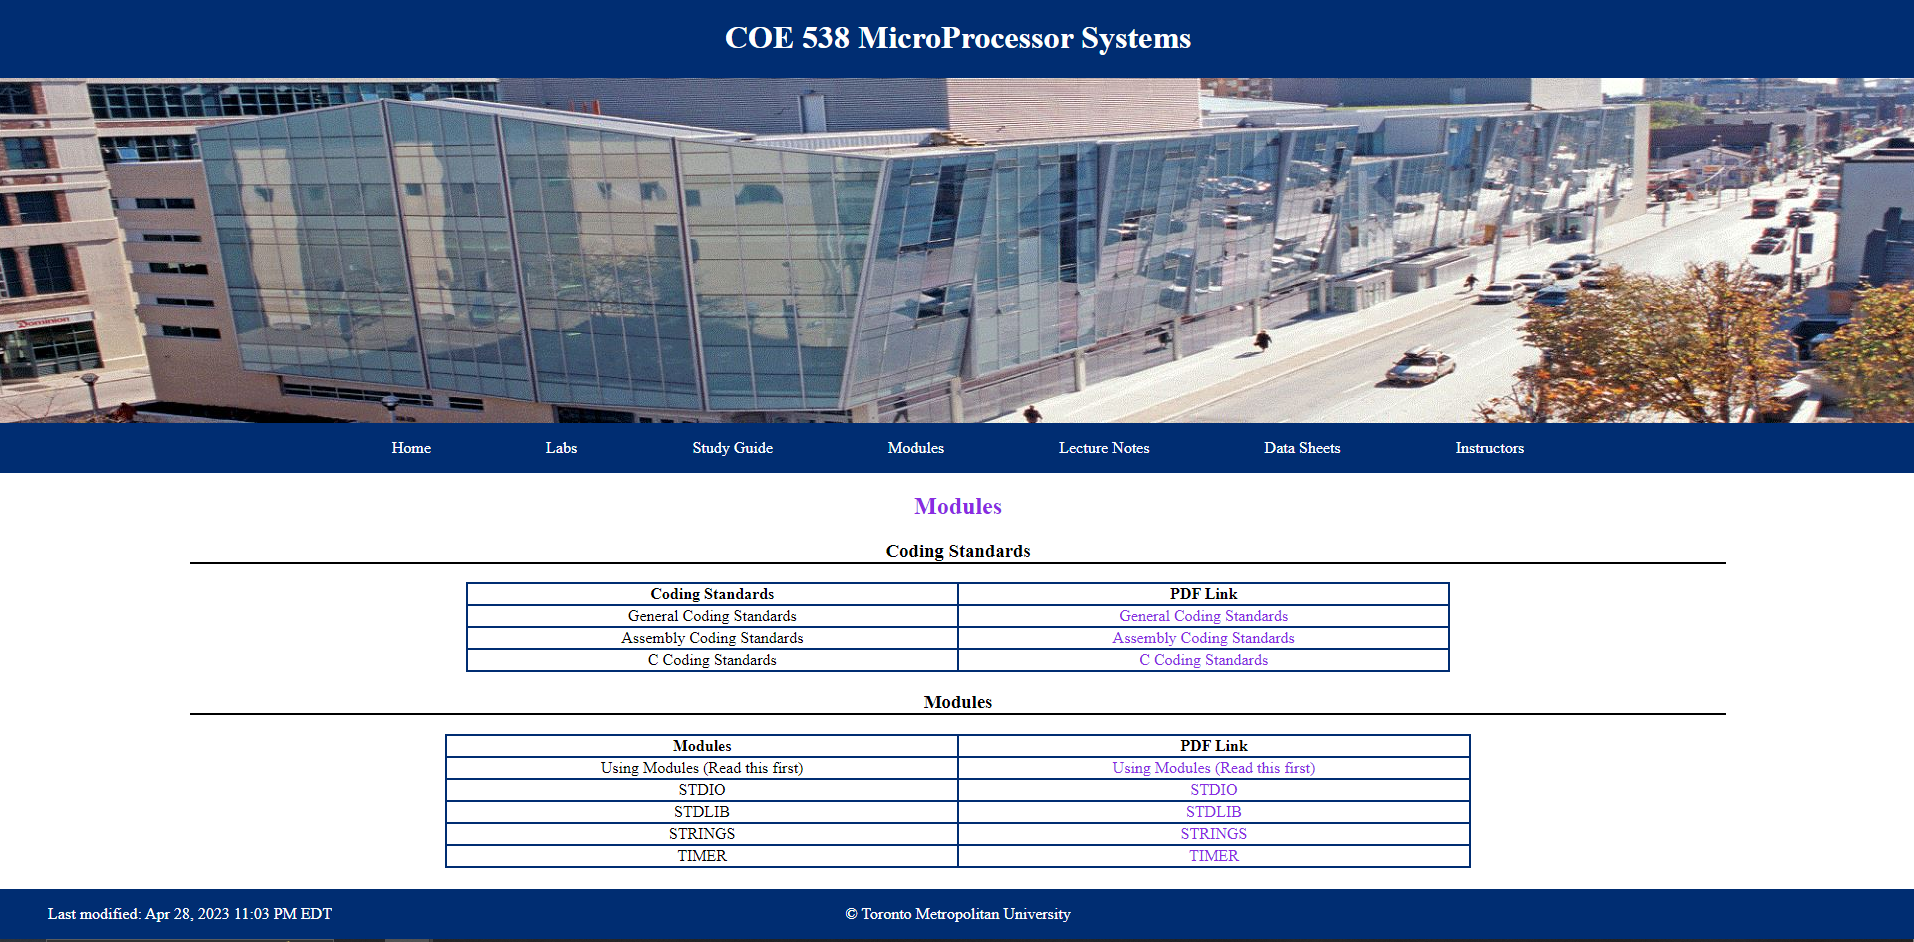 COE 538 MicroProcessor Systems
Dominion
Home Labs Study Guide Modules Lecture Notes Data Sheets Instructors
Modules
Coding Standards
Coding Standards PDF Link
General Coding Standards General Coding Standards
Assembly Coding Standards Assembly Coding Standards
C Coding Standards C Coding Standards
Modules
Modules PDF Link
Using Modules (Read this first) Using Modules (Read this first)
STDIO STDIO
STDLIB STDLIB
STRINGS STRINGS
TIMER TIMER
Last modified: Apr 28, 2023 11:03 PM EDT © Toronto Metropolitan University